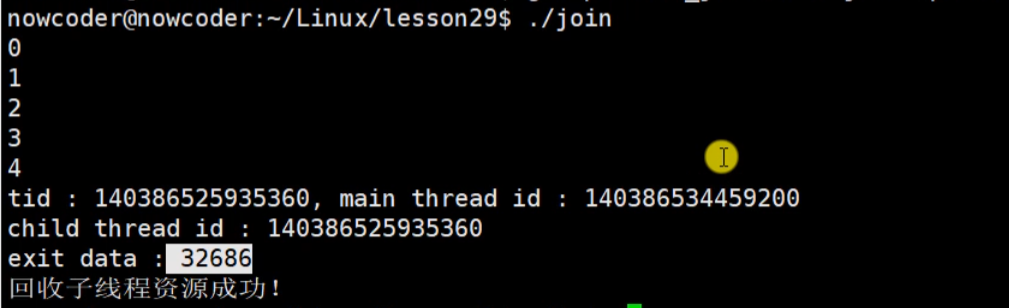 nowcoder@nowcoder:~/Linux/lesson29$ ./join
0
1
2
3
4
tid : 140386525935360, main thread id : 140386534459200
child thread id : 140386525935360
exit data : 32686
回收子线程资源成功!